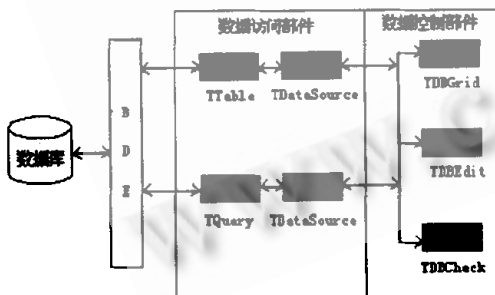 数据访问部件
数据控制部件
数据库
B
D
E
TTable
TDataSource
TQuery
TDataSource
TDBGrid
TDBEdit
TDBCheck